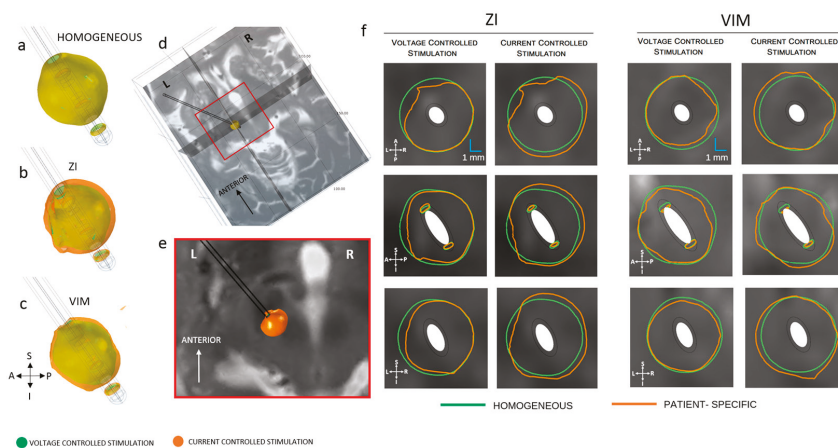 a
HOMOGENEOUS
b
ZI
c
VIM
S
A
P
I
d
L
R
ANTERIOR
e
L
R
ANTERIOR
f
ZI
VIM
VOLTAGE CONTROLLED
STIMULATION
CURRENT CONTROLLED
STIMULATION
VOLTAGE CONTROLLED
STIMULATION
CURRENT CONTROLLED
STIMULATION
A
L R
P
1 mm
A
L R
P
1 mm
S
A P
I
S
A P
I
S
L R
I
S
L R
I
HOMOGENEOUS
PATIENT- SPECIFIC
VOLTAGE CONTROLLED STIMULATION
CURRENT CONTROLLED STIMULATION